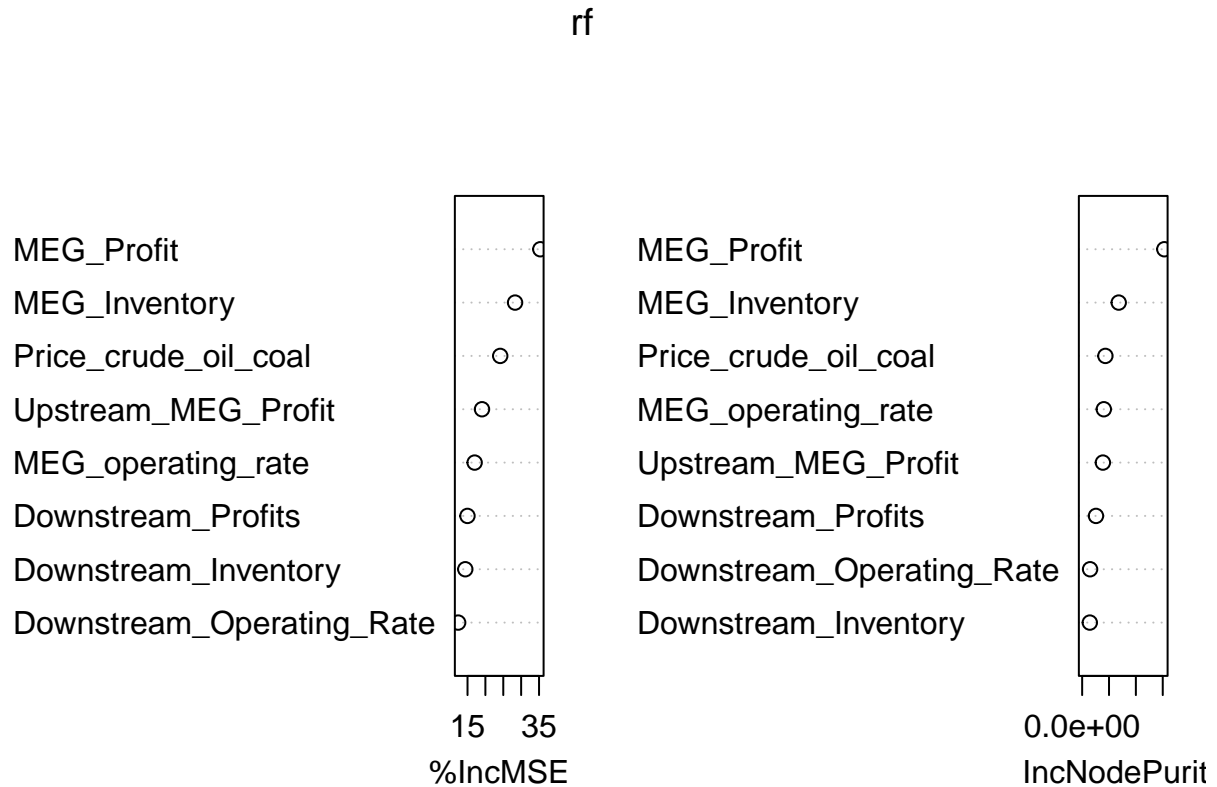 rf
MEG_Profit
MEG_Inventory
Price_crude_oil_coal
Upstream_MEG_Profit
MEG_operating_rate
Downstream_Profits
Downstream_Inventory
Downstream_Operating_Rate
15 35
%IncMSE
MEG_Profit
MEG_Inventory
Price_crude_oil_coal
MEG_operating_rate
Upstream_MEG_Profit
Downstream_Profits
Downstream_Operating_Rate
Downstream_Inventory
0.0e+00
IncNodePurit